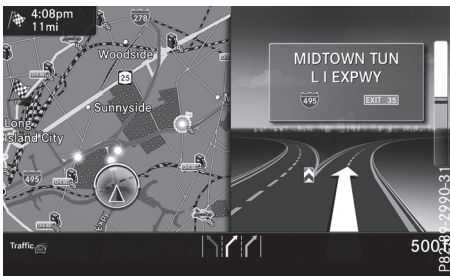 4:08pm
11mi
278
Woodside
25
Sunnyside
Long
Island City
495
Expy
MIDTOWN TUN
L I EXPWY
495
EXIT 35
Traffic
P82.89-2990-31